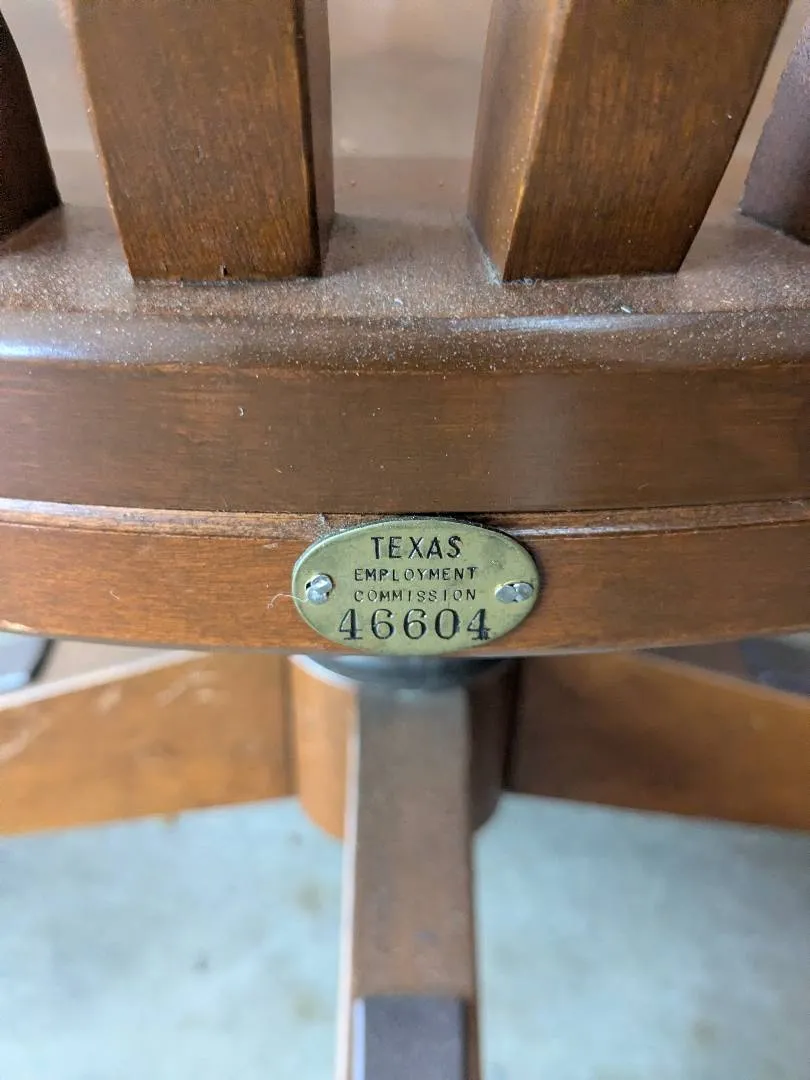 TEXAS
EMPLOYMENT
COMMISSION
46604